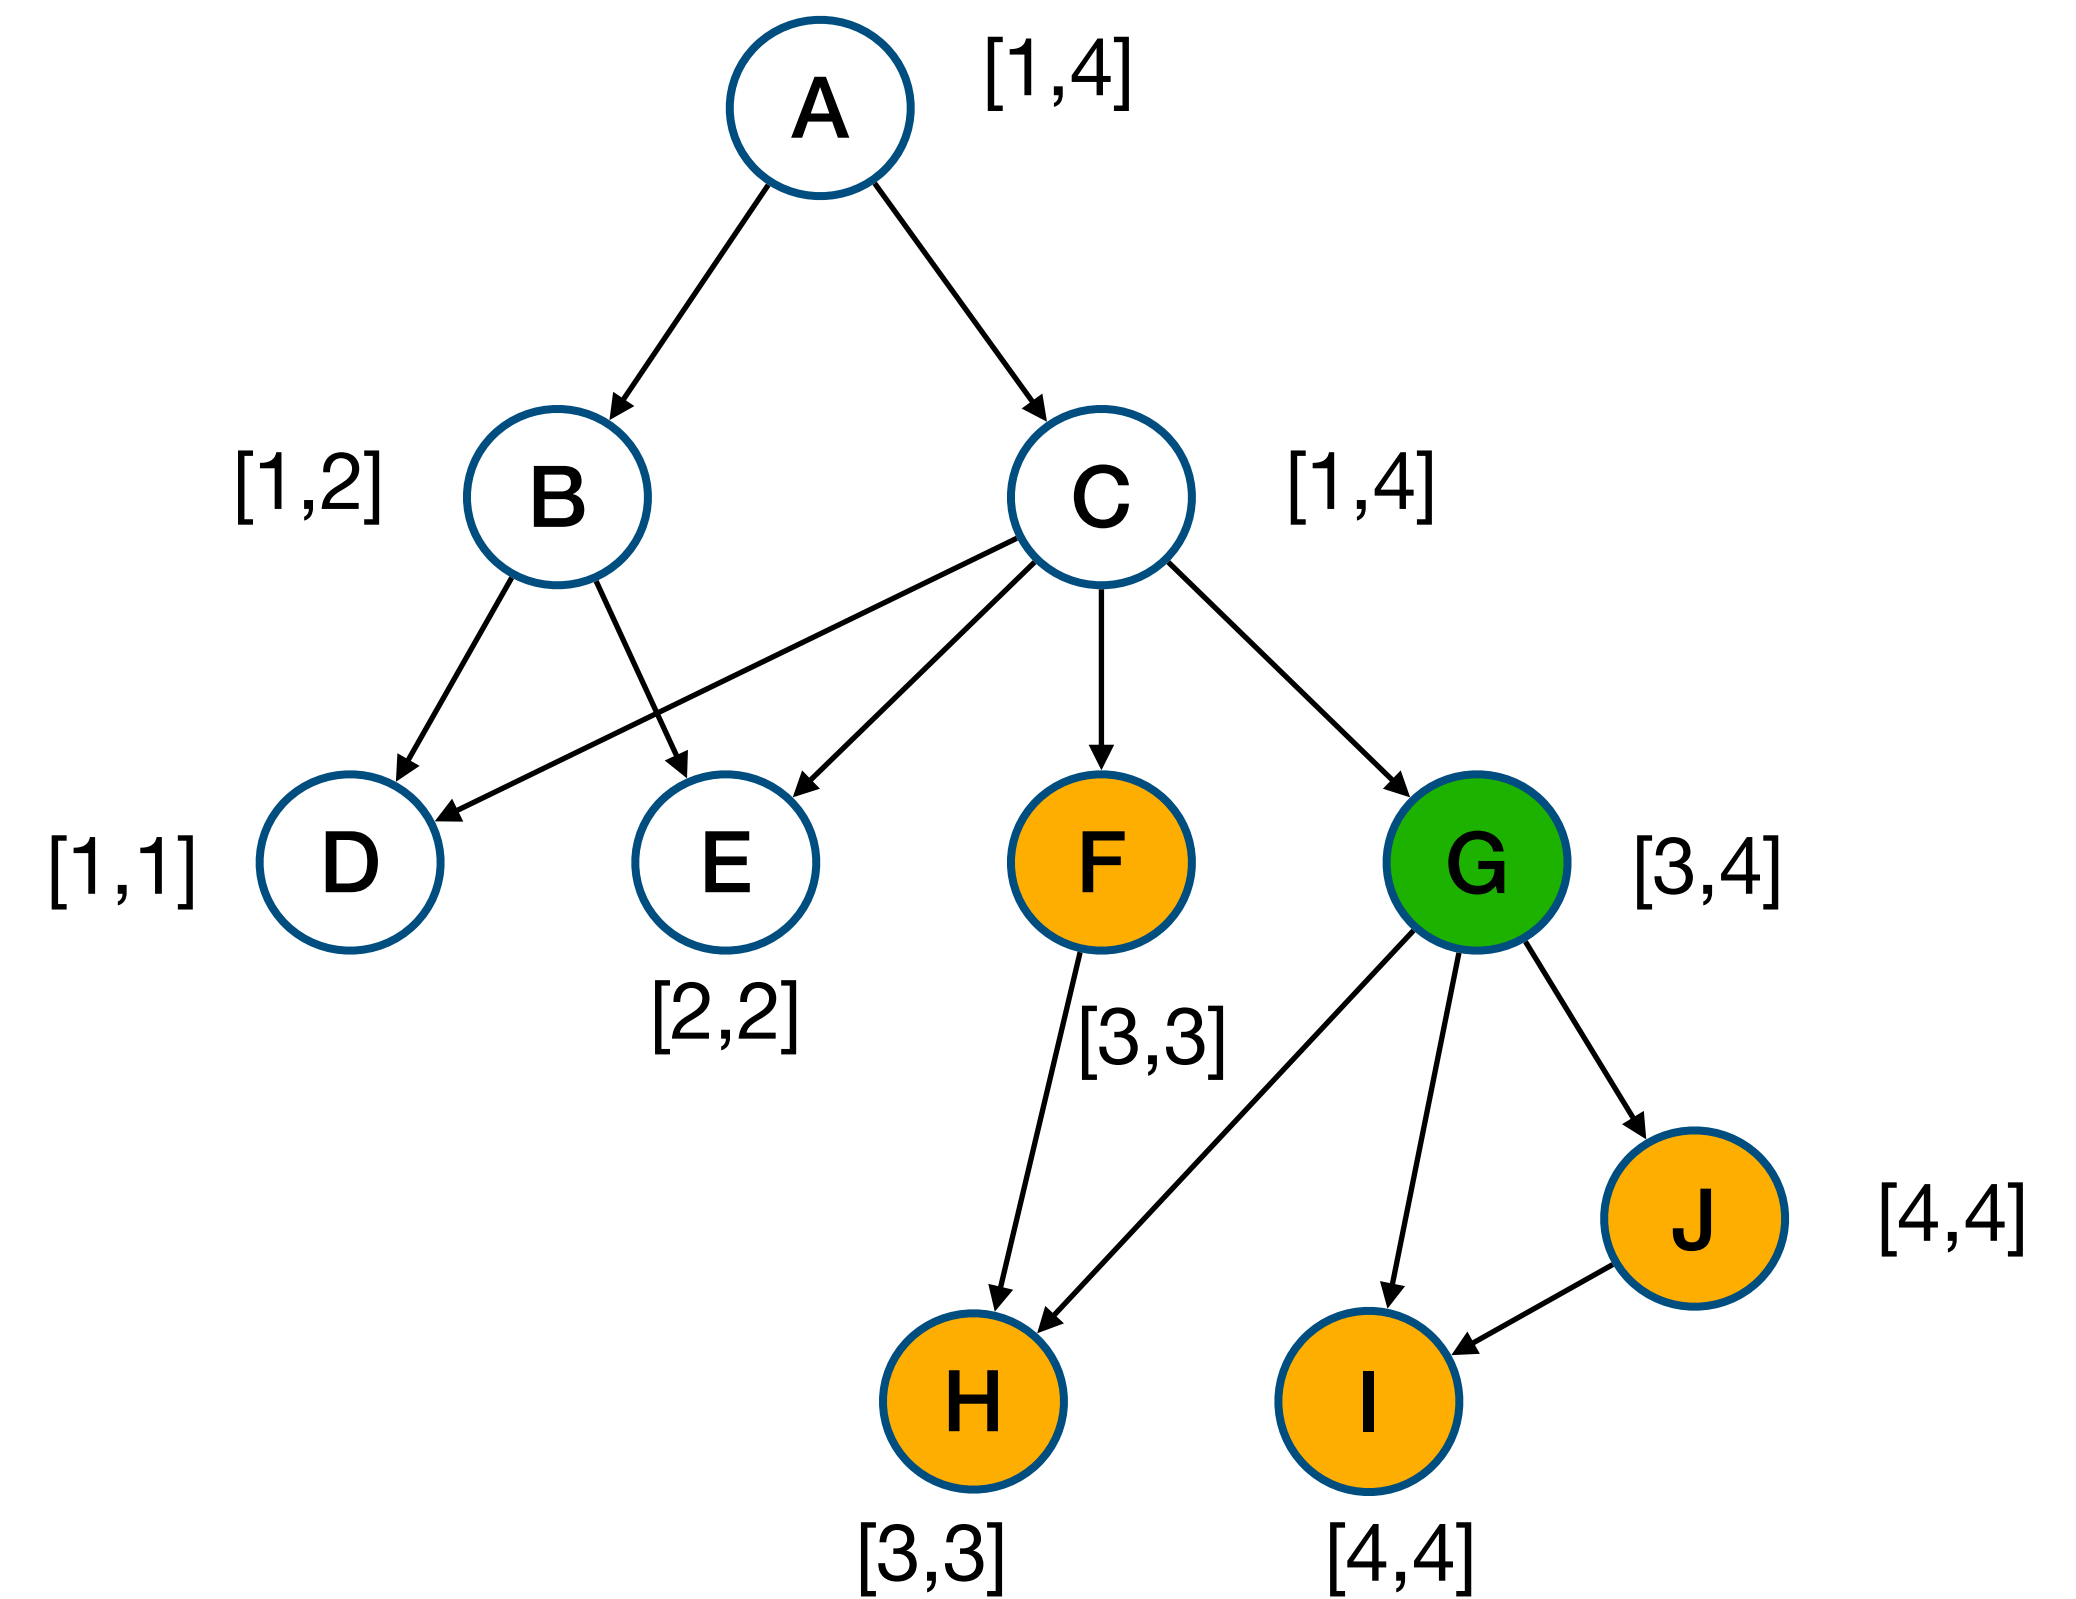 A
[1,4]
[1,2]
B
C
[1,4]
[1,1]
D
E
F
G
[3,4]
[2,2]
[3,3]
J
[4,4]
H
I
[3,3]
[4,4]